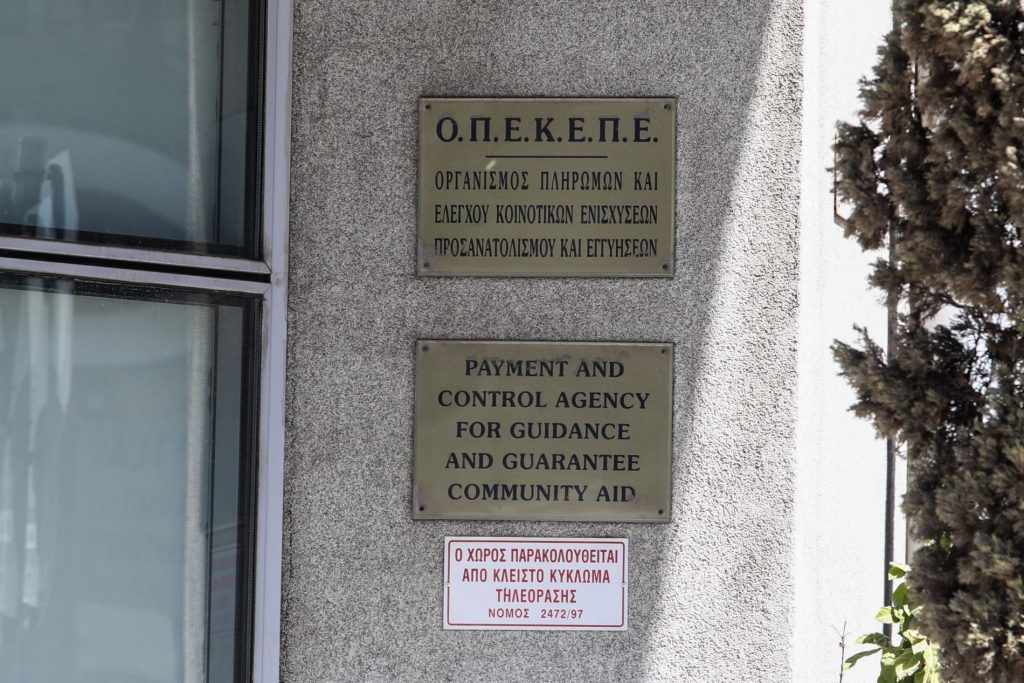 Ο.Π.Ε.Κ.Ε.Π.Ε.
ΟΡΓΑΝΙΣΜΟΣ ΠΛΗΡΩΜΩΝ ΚΑΙ
ΕΛΕΓΧΟΥ ΚΟΙΝΟΤΙΚΩΝ ΕΝΙΣΧΥΣΕΩΝ
ΠΡΟΣΑΝΑΤΟΛΙΣΜΟΥ ΚΑΙ ΕΓΓΥΗΣΕΩΝ
PAYMENT AND
CONTROL AGENCY
FOR GUIDANCE
AND GUARANTEE
COMMUNITY AID
Ο ΧΩΡΟΣ ΠΑΡΑΚΟΛΟΥΘΕΙΤΑΙ
ΑΠΟ ΚΛΕΙΣΤΟ ΚΥΚΛΩΜΑ
ΤΗΛΕΟΡΑΣΗΣ
ΝΟΜΟΣ 2472/97